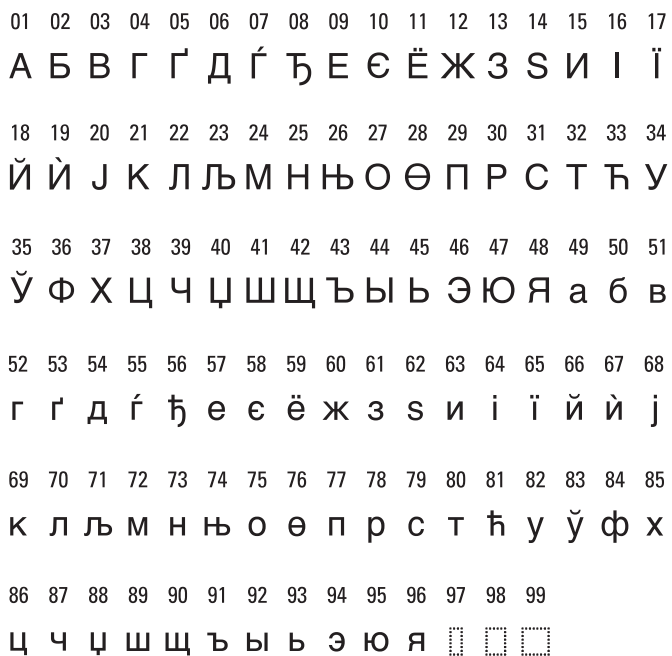 01 02 03 04 05 06 07 08 09 10 11 12 13 14 15 16 17
А Б В Г Ґ Д Ѓ Ђ Е Є Ё Ж З Ѕ И І Ї
18 19 20 21 22 23 24 25 26 27 28 29 30 31 32 33 34
Й Ѝ Ј К Л Љ М Н Њ О Ө П Р С Т Ћ У
35 36 37 38 39 40 41 42 43 44 45 46 47 48 49 50 51
Ў Ф Х Ц Ч Џ Ш Щ Ъ Ы Ь Э Ю Я а б в
52 53 54 55 56 57 58 59 60 61 62 63 64 65 66 67 68
г ґ д ѓ ђ е є ё ж з ѕ и і ї й ѝ ј
69 70 71 72 73 74 75 76 77 78 79 80 81 82 83 84 85
к л љ м н њ о ө п р с т ћ у ў ф х
86 87 88 89 90 91 92 93 94 95 96 97 98 99
ц ч џ ш щ ъ ы ь э ю я